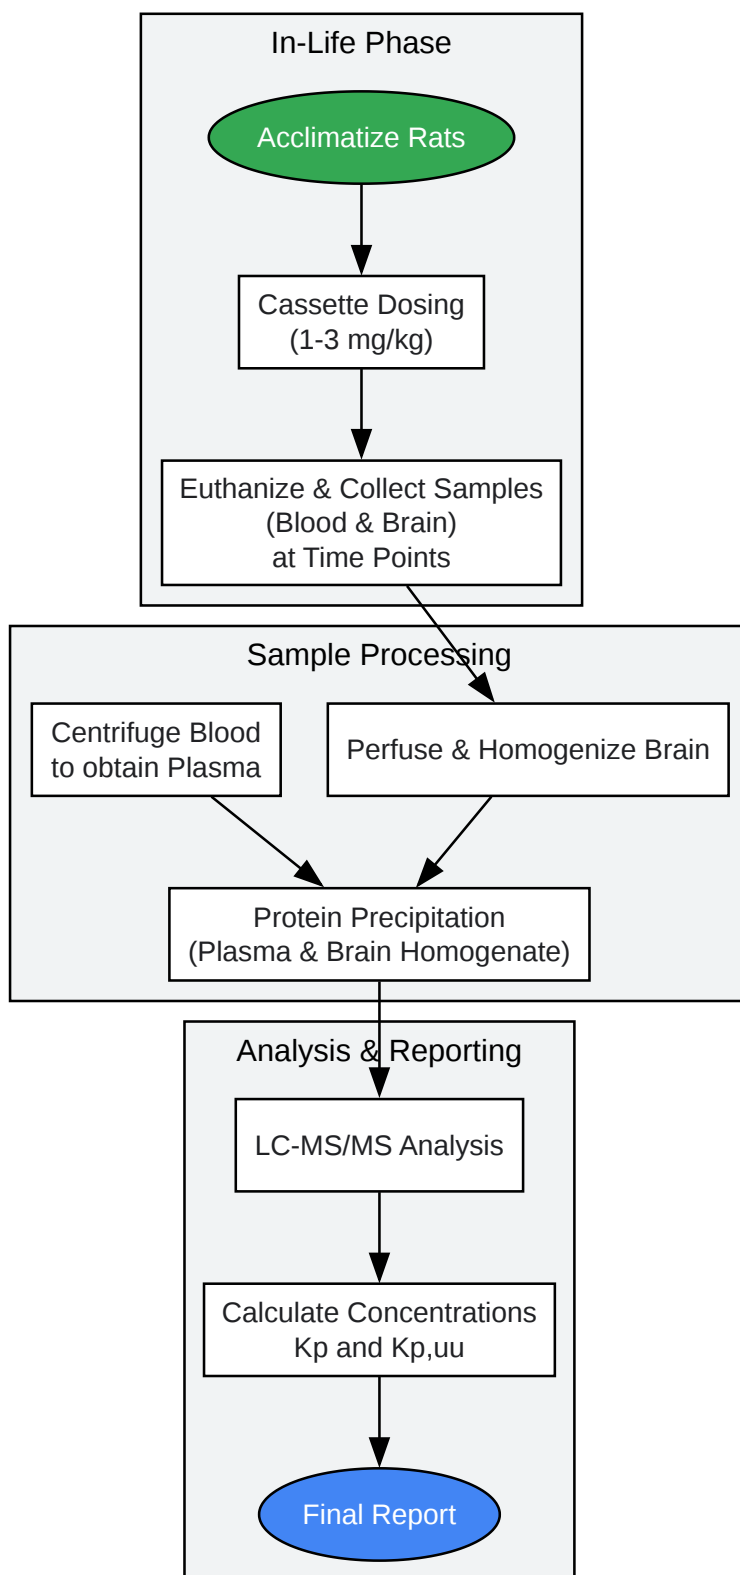 In-Life Phase
Acclimatize Rats
Cassette Dosing
(1-3 mg/kg)
Euthanize & Collect Samples
(Blood & Brain)
at Time Points
Sample Processing
Centrifuge Blood
to obtain Plasma
Perfuse & Homogenize Brain
Protein Precipitation
(Plasma & Brain Homogenate)
Analysis & Reporting
LC-MS/MS Analysis
Calculate Concentrations
Kp and Kp,uu
Final Report